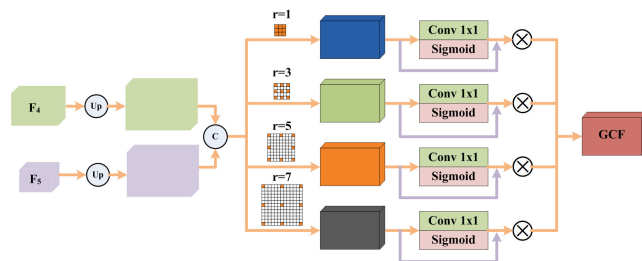 r=1
Conv 1x1
Sigmoid
r=3
F4
Up
Conv 1x1
Sigmoid
C
GCF
r=5
F5
Up
Conv 1x1
Sigmoid
r=7
Conv 1x1
Sigmoid